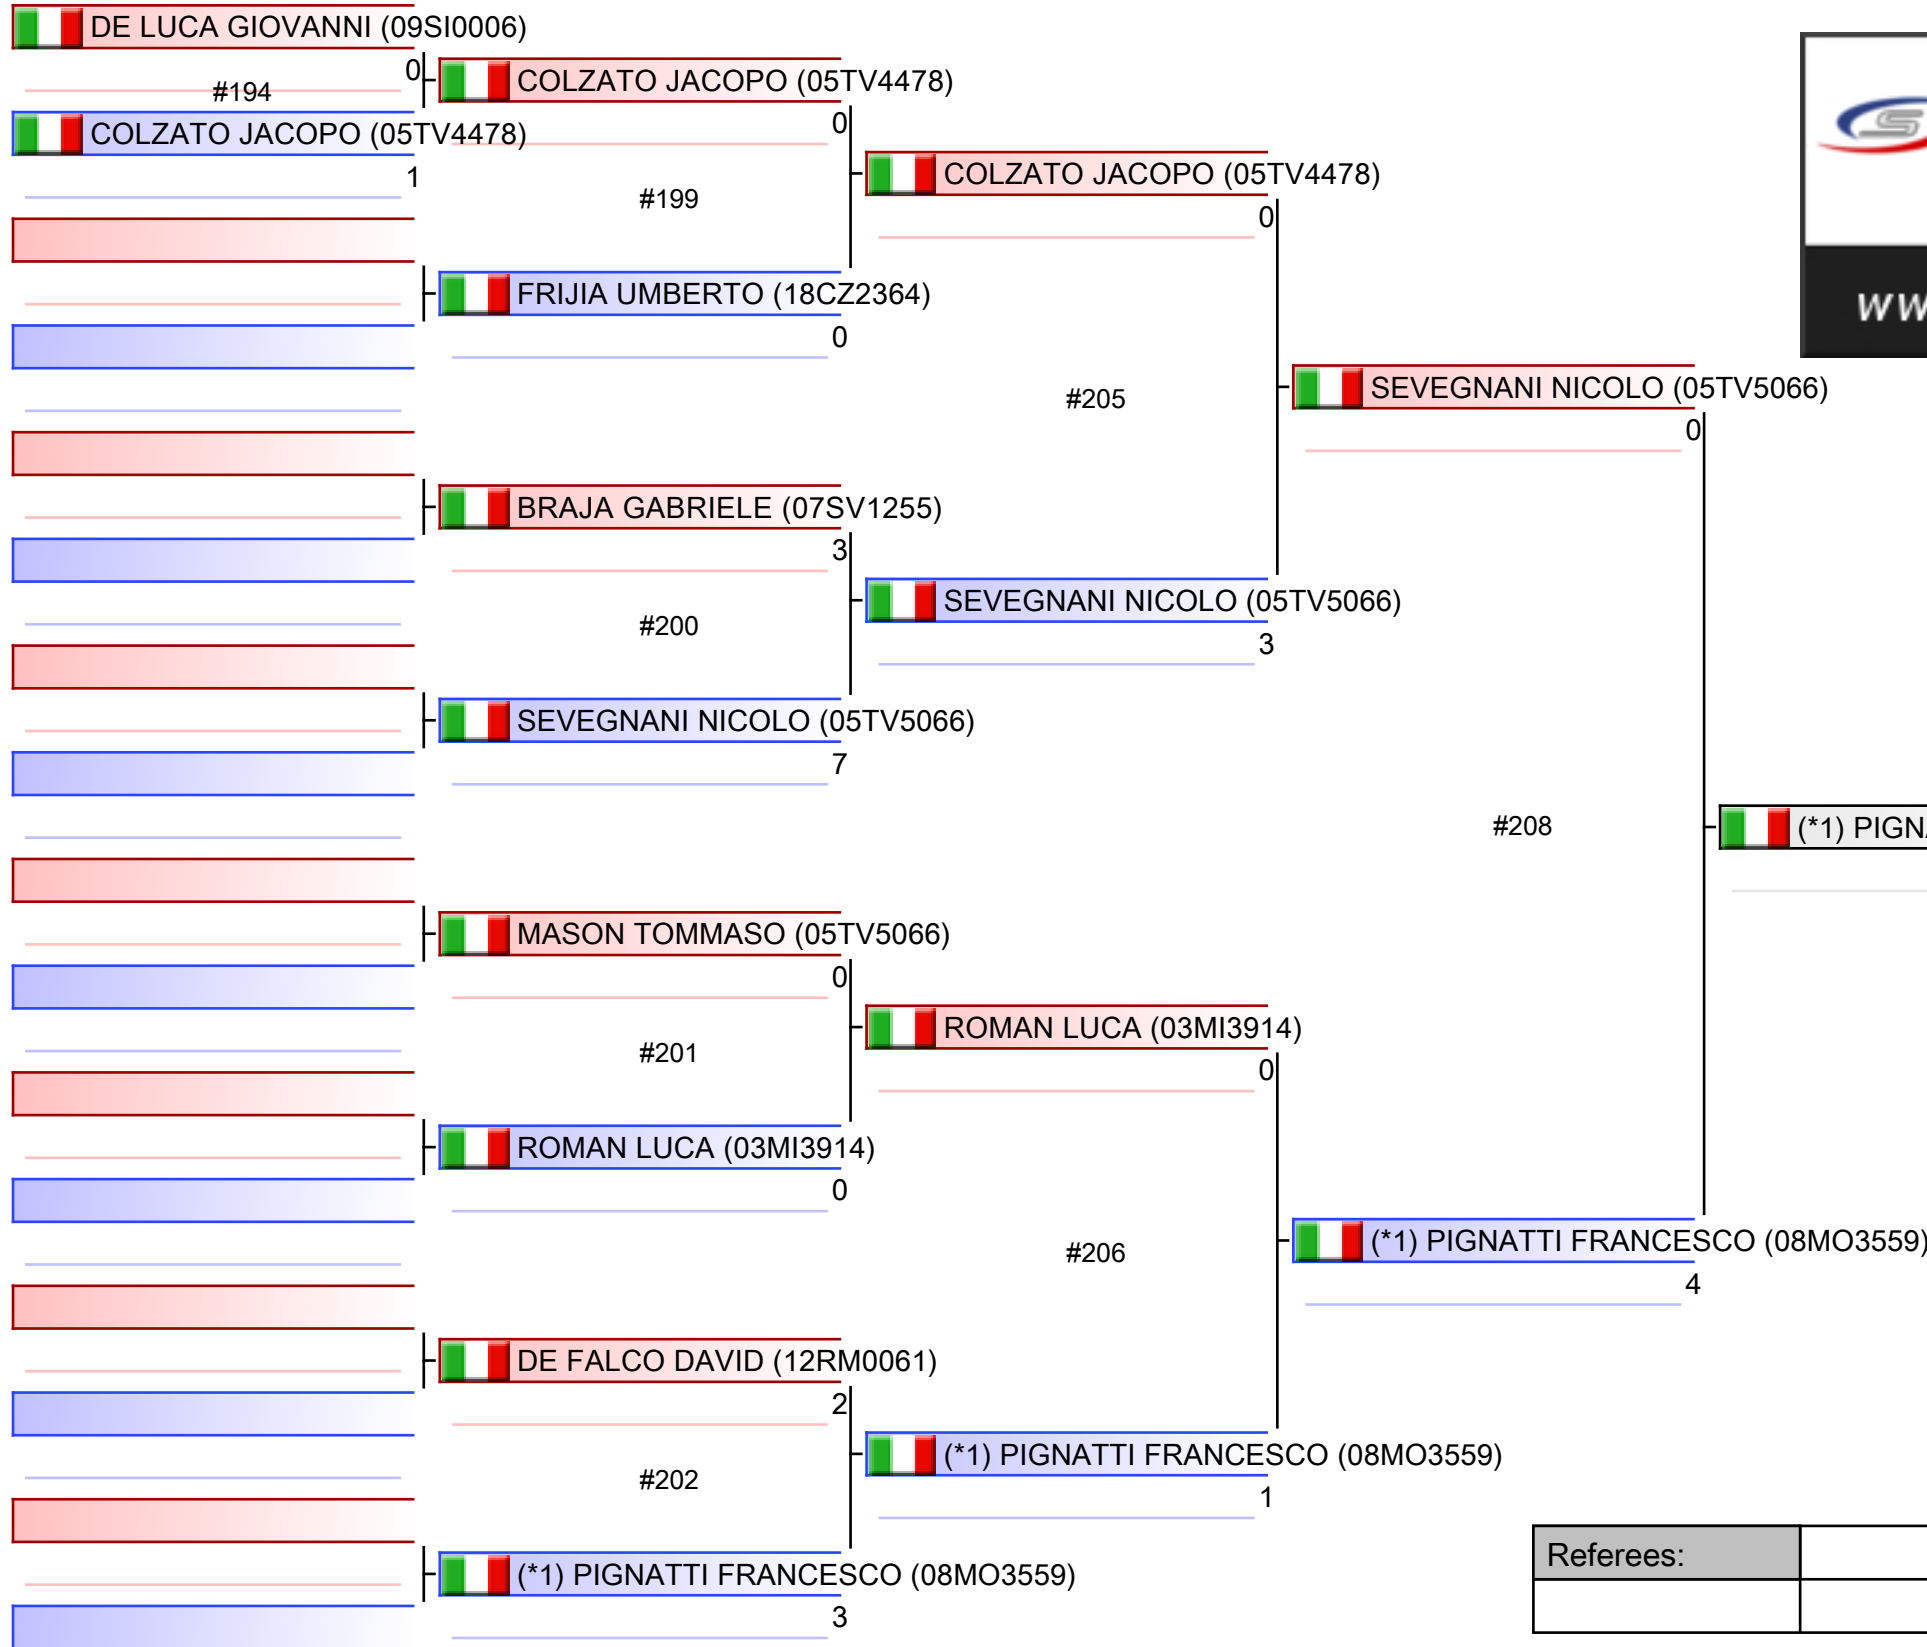 DE LUCA GIOVANNI (09SI0006)
0
#194
COLZATO JACOPO (05TV4478)
1
COLZATO JACOPO (05TV4478)
0
#199
FRIJIA UMBERTO (18CZ2364)
0
BRAJA GABRIELE (07SV1255)
3
#200
SEVEGNANI NICOLO (05TV5066)
7
MASON TOMMASO (05TV5066)
0
#201
ROMAN LUCA (03MI3914)
0
DE FALCO DAVID (12RM0061)
2
#202
(*1) PIGNATTI FRANCESCO (08MO3559)
3
COLZATO JACOPO (05TV4478)
0
#205
SEVEGNANI NICOLO (05TV5066)
3
ROMAN LUCA (03MI3914)
0
#206
(*1) PIGNATTI FRANCESCO (08MO3559)
1
SEVEGNANI NICOLO (05TV5066)
0
#208
(*1) PIGNATTI FRANCESCO (08MO3559)
4
(*1)
Referees: